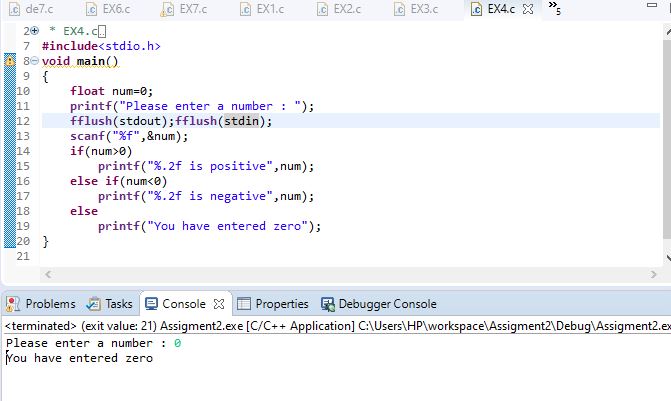 de7.c EX6.c EX7.c EX1.c EX2.c EX3.c EX4.c »5
2 * EX4.c
7 #include<stdio.h>
8 void main()
9 {
10 float num=0;
11 printf("Please enter a number : ");
12 fflush(stdout);fflush(stdin);
13 scanf("%f",&num);
14 if(num>0)
15 printf("%.2f is positive",num);
16 else if(num<0)
17 printf("%.2f is negative",num);
18 else
19 printf("You have entered zero");
20 }
21
Problems Tasks Console Properties Debugger Console
<terminated> (exit value: 21) Assigment2.exe [C/C++ Application] C:\Users\HP\workspace\Assigment2\Debug\Assigment2.ex
Please enter a number : 0
You have entered zero